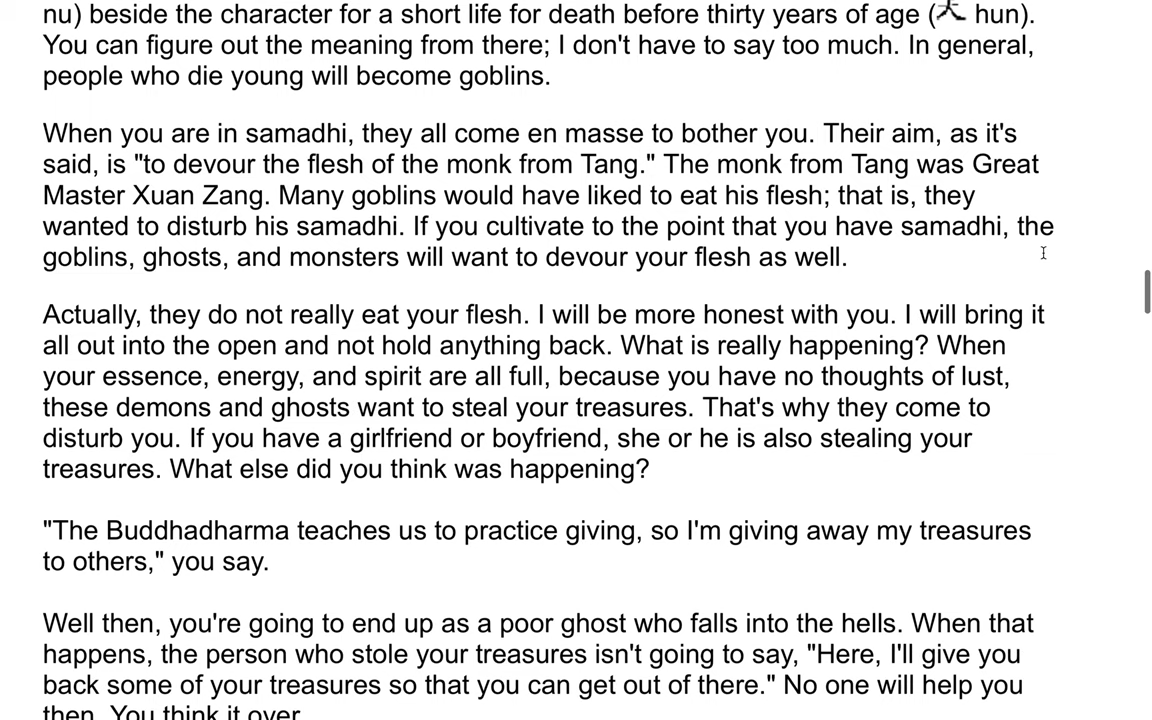 nu) beside the character for a short life for death before thirty years of age (夭 hun).
You can figure out the meaning from there; I don't have to say too much. In general,
people who die young will become goblins.
When you are in samadhi, they all come en masse to bother you. Their aim, as it's
said, is "to devour the flesh of the monk from Tang." The monk from Tang was Great
Master Xuan Zang. Many goblins would have liked to eat his flesh; that is, they
wanted to disturb his samadhi. If you cultivate to the point that you have samadhi, the
goblins, ghosts, and monsters will want to devour your flesh as well.
Actually, they do not really eat your flesh. I will be more honest with you. I will bring it
all out into the open and not hold anything back. What is really happening? When
your essence, energy, and spirit are all full, because you have no thoughts of lust,
these demons and ghosts want to steal your treasures. That's why they come to
disturb you. If you have a girlfriend or boyfriend, she or he is also stealing your
treasures. What else did you think was happening?
"The Buddhadharma teaches us to practice giving, so I'm giving away my treasures
to others," you say.
Well then, you're going to end up as a poor ghost who falls into the hells. When that
happens, the person who stole your treasures isn't going to say, "Here, I'll give you
back some of your treasures so that you can get out of there." No one will help you
then. You think it over.